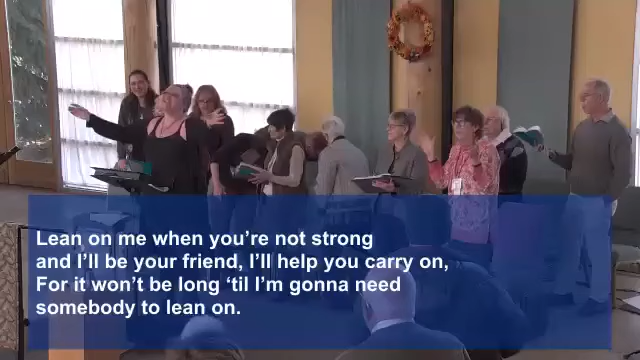 Lean on me when you’re not strong
and I’ll be your friend, I’ll help you carry on,
For it won’t be long ‘til I’m gonna need
somebody to lean on.